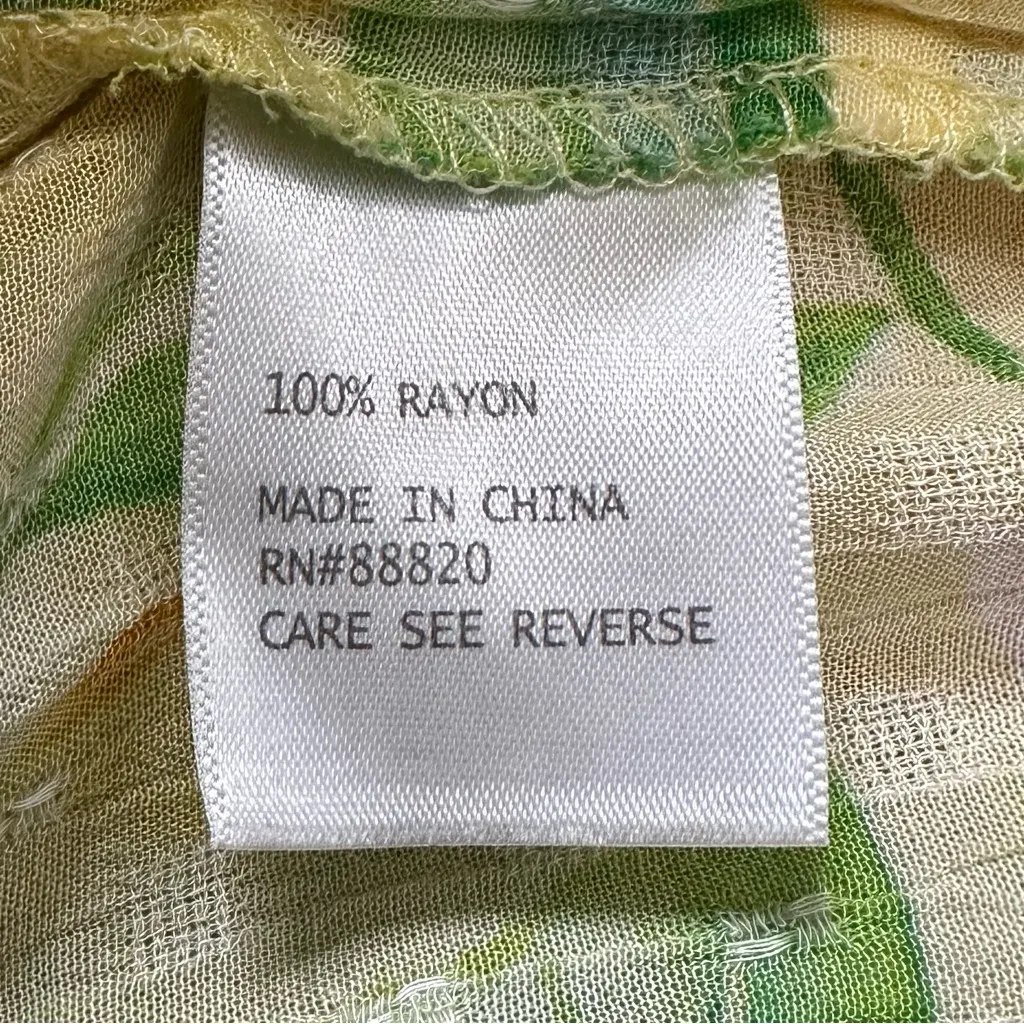 100% RAYON
MADE IN CHINA
RN#88820
CARE SEE REVERSE